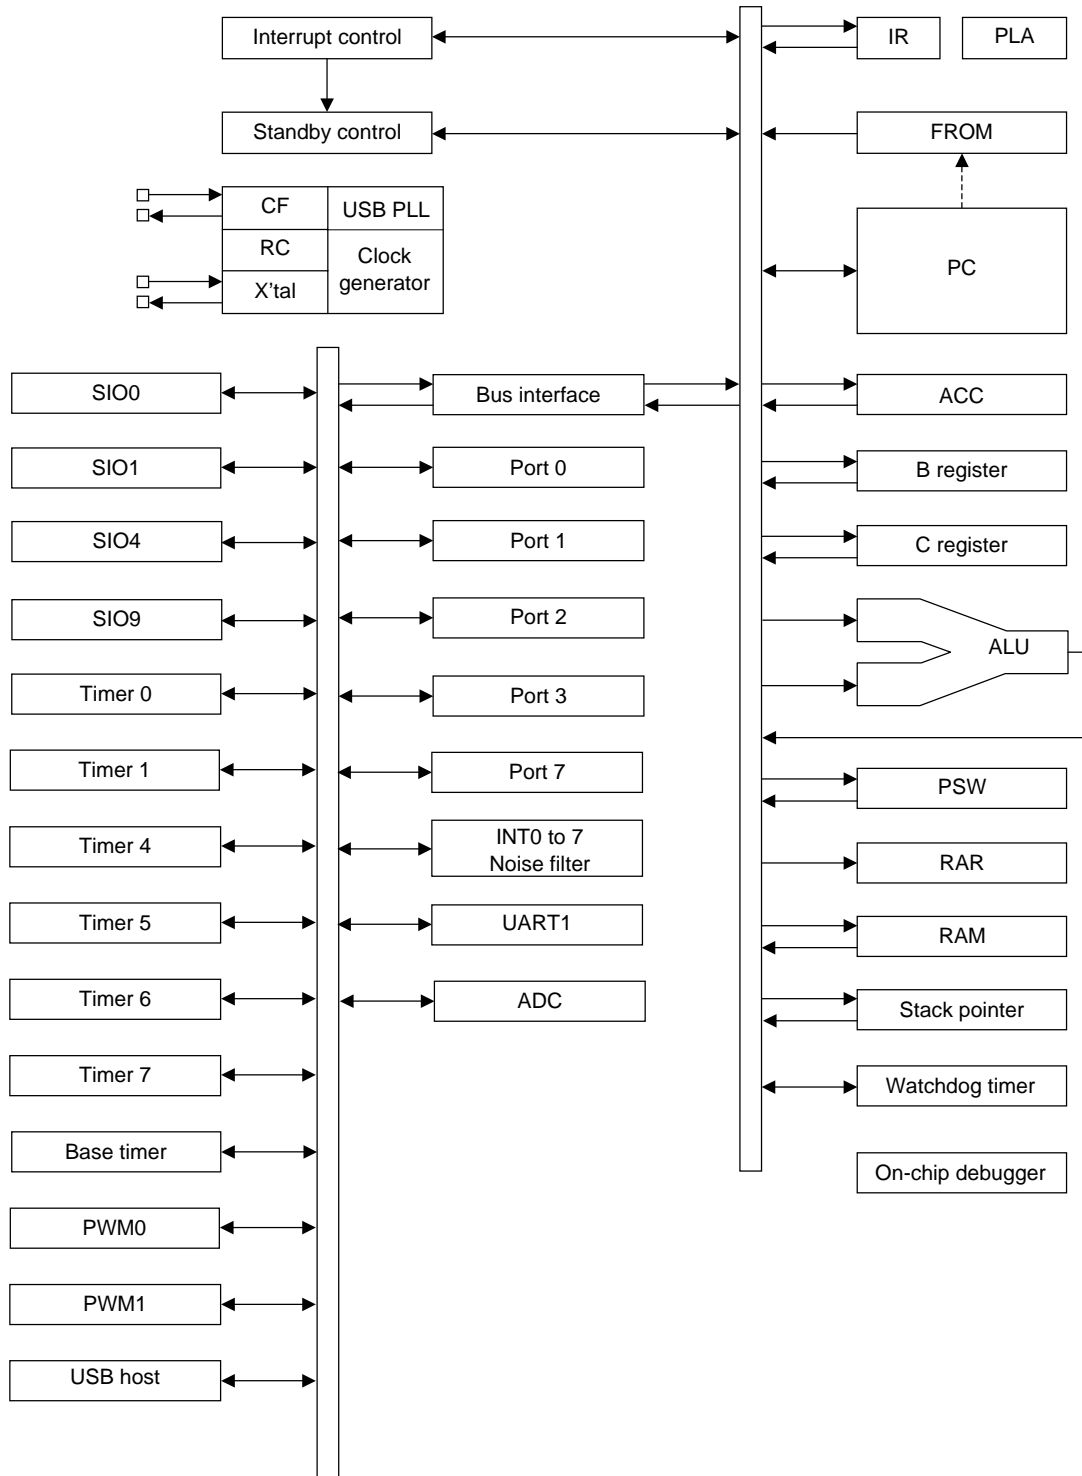 Interrupt control
IR
PLA
Standby control
FROM
CF
USB PLL
RC
Clock
generator
X'tal
PC
SIO0
Bus interface
ACC
SIO1
Port 0
B register
SIO4
Port 1
C register
SIO9
Port 2
ALU
Timer 0
Port 3
Timer 1
Port 7
PSW
Timer 4
INT0 to 7
Noise filter
RAR
Timer 5
UART1
RAM
Timer 6
ADC
Stack pointer
Timer 7
Watchdog timer
Base timer
On-chip debugger
PWM0
PWM1
USB host